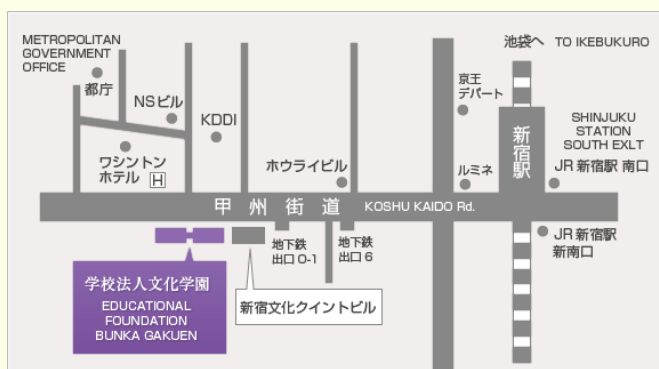 METROPOLITAN
GOVERNMENT
OFFICE
都庁
NSビル
KDDI
ワシントン
ホテル H
ホウライビル
池袋へ TO IKEBUKURO
京王
デパート
ルミネ
新宿駅
SHINJUKU
STATION
SOUTH EXLT
JR 新宿駅 南口
甲州街道 KOSHU KAIDO Rd.
JR 新宿駅
新南口
地下鉄
出口O-1
地下鉄
出口6
学校法人文化学園
EDUCATIONAL
FOUNDATION
BUNKA GAKUEN
新宿文化クイントビル